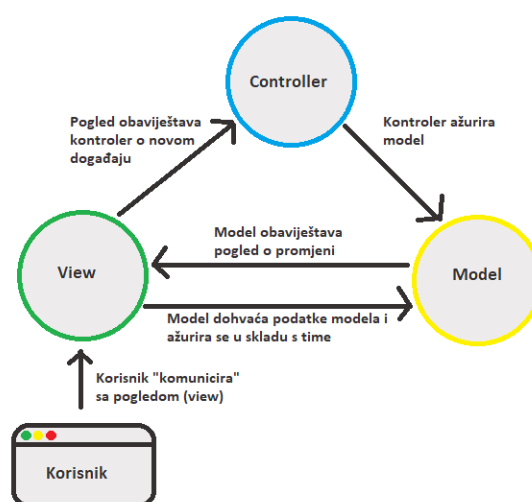 Controller
Pogled obaviještava
kontroler o novom
događaju
Kontroler ažurira
model
Model obaviještava
pogled o promjeni
View
Model
Model dohvaća podatke modela i
ažurira se u skladu s time
Korisnik "komunicira"
sa pogledom (view)
Korisnik